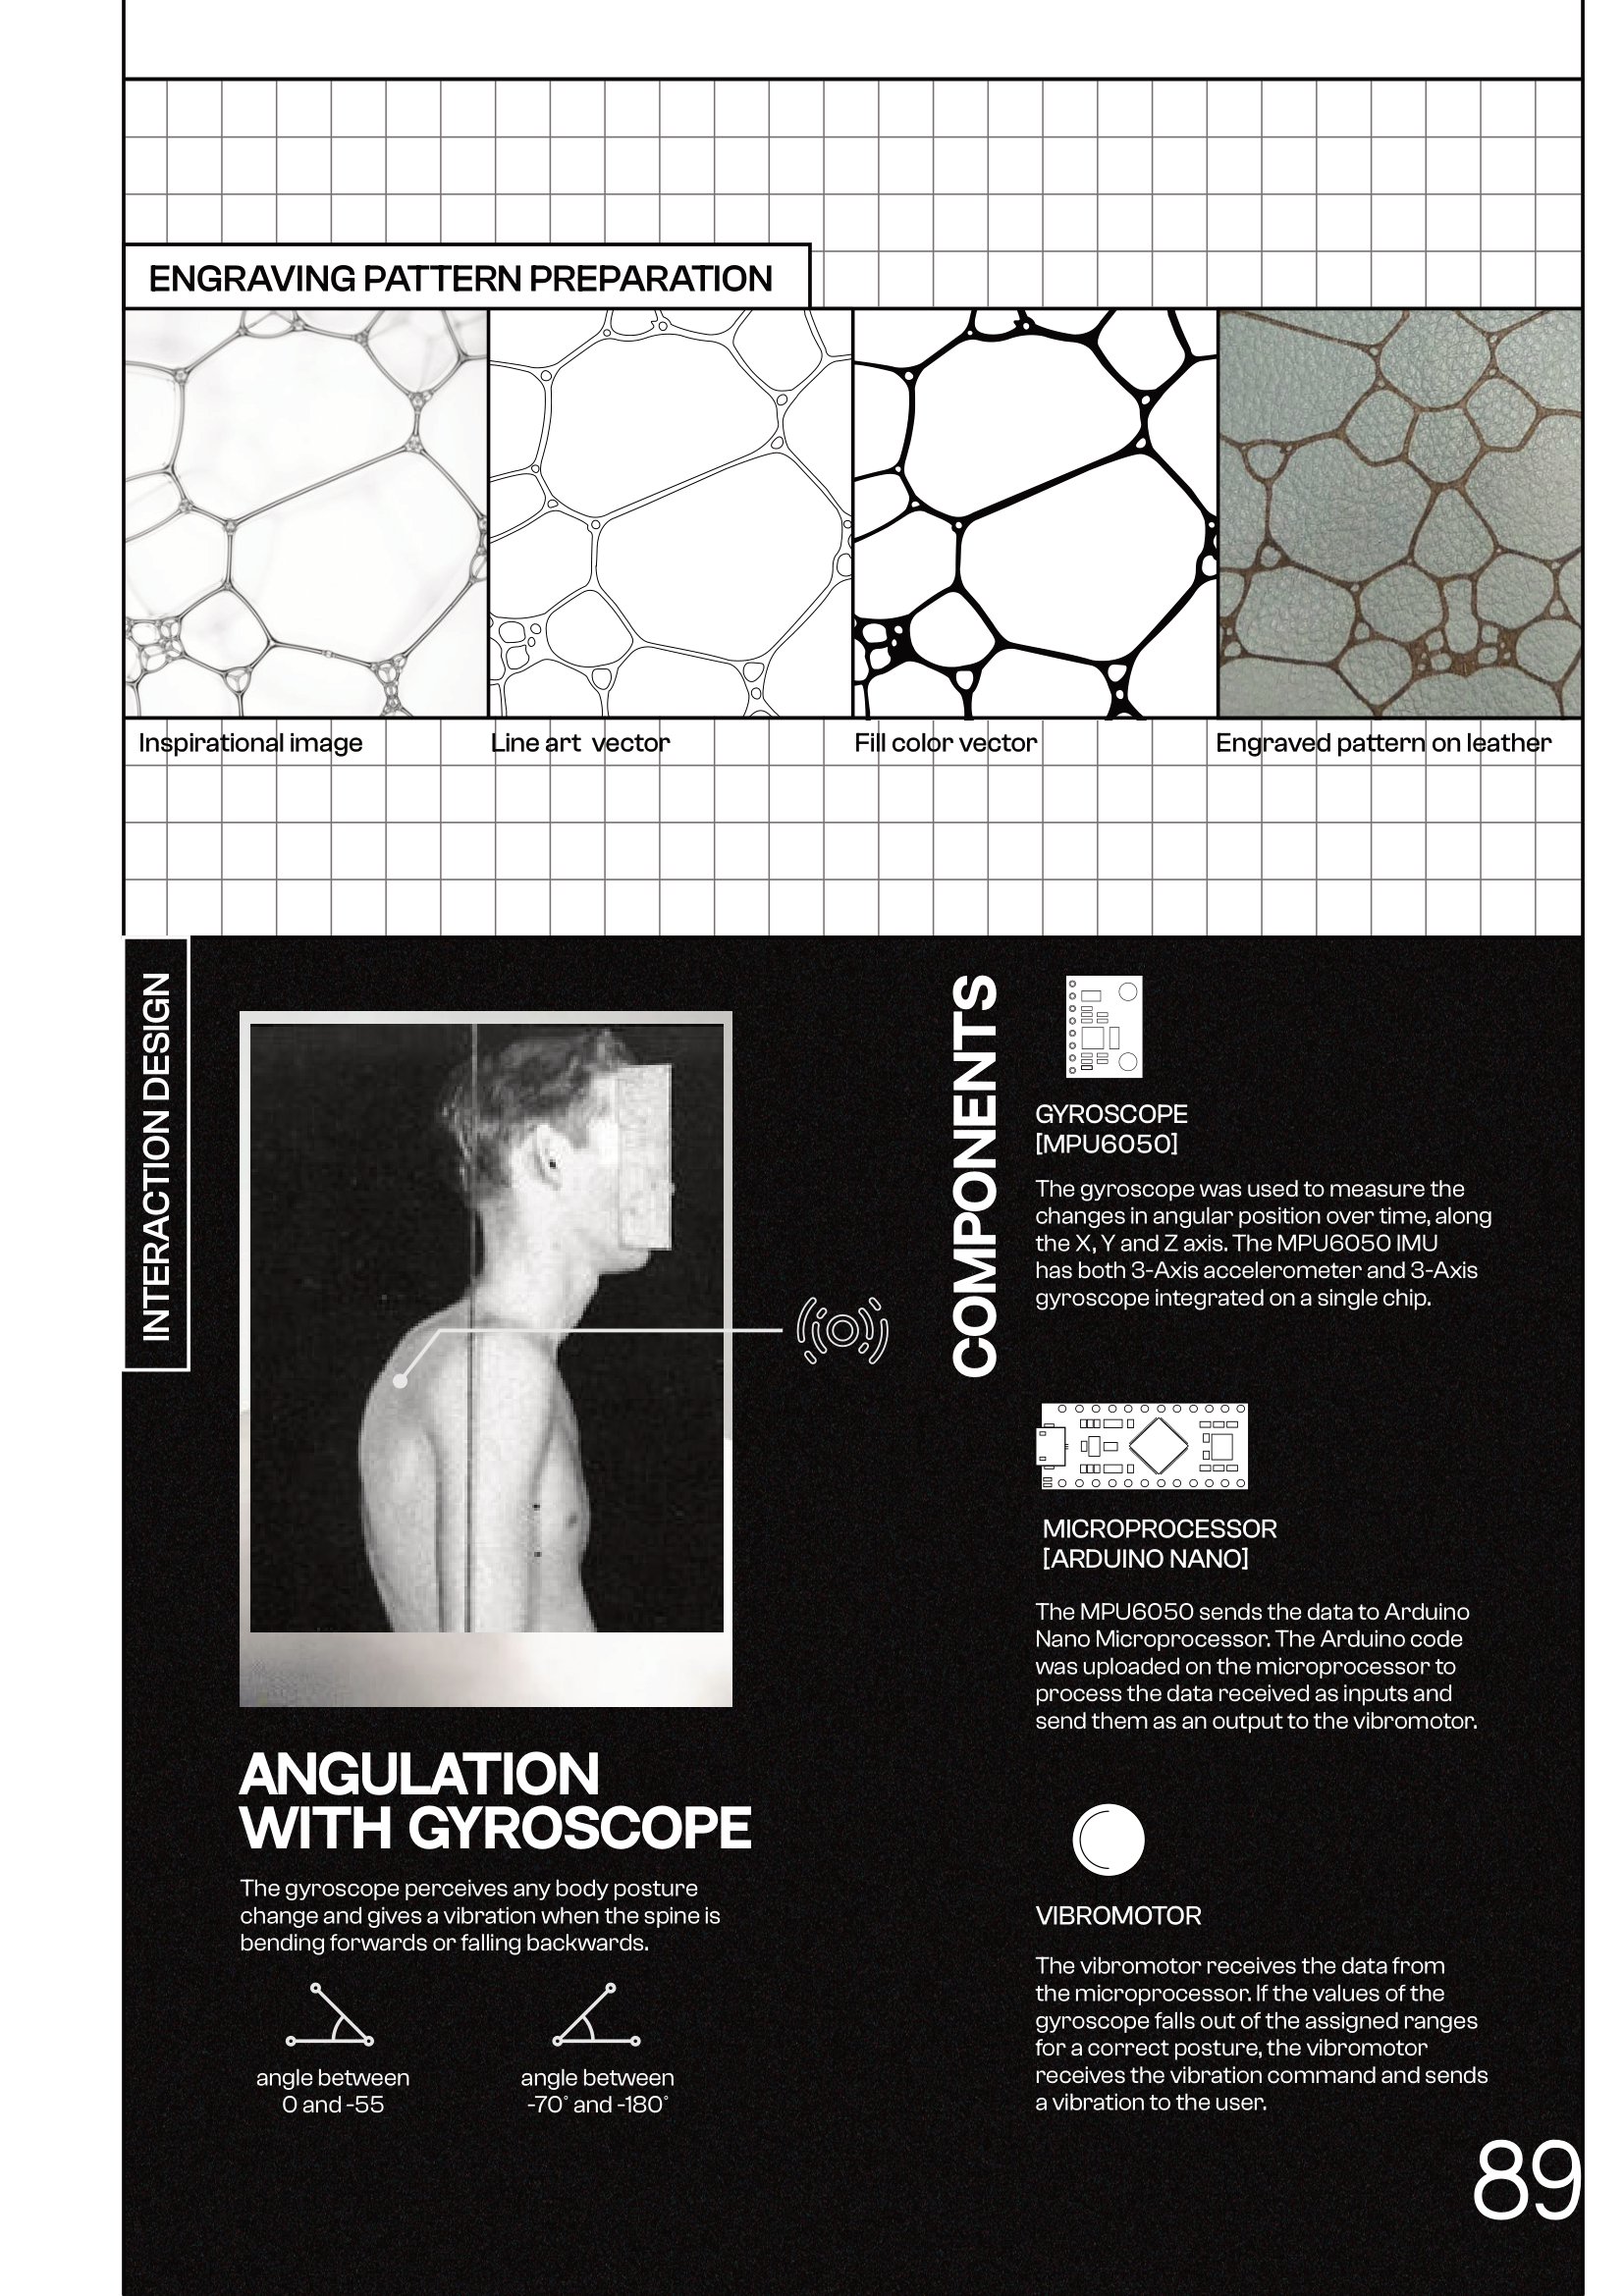 ENGRAVING PATTERN PREPARATION
Inspirational image
Line art  vector
Fill color vector
Engraved pattern on leather
INTERACTION DESIGN
ANGULATION
WITH GYROSCOPE
The gyroscope perceives any body posture
change and gives a vibration when the spine is
bending forwards or falling backwards.
angle between
0 and -55
angle between
-70° and -180°
COMPONENTS
GYROSCOPE
[MPU6050]
The gyroscope was used to measure the
changes in angular position over time, along
the X, Y and Z axis. The MPU6050 IMU
has both 3-Axis accelerometer and 3-Axis
gyroscope integrated on a single chip.
MICROPROCESSOR
[ARDUINO NANO]
The MPU6050 sends the data to Arduino
Nano Microprocessor. The Arduino code
was uploaded on the microprocessor to
process the data received as inputs and
send them as an output to the vibromotor.
VIBROMOTOR
The vibromotor receives the data from
the microprocessor. If the values of the
gyroscope falls out of the assigned ranges
for a correct posture, the vibromotor
receives the vibration command and sends
a vibration to the user.
89